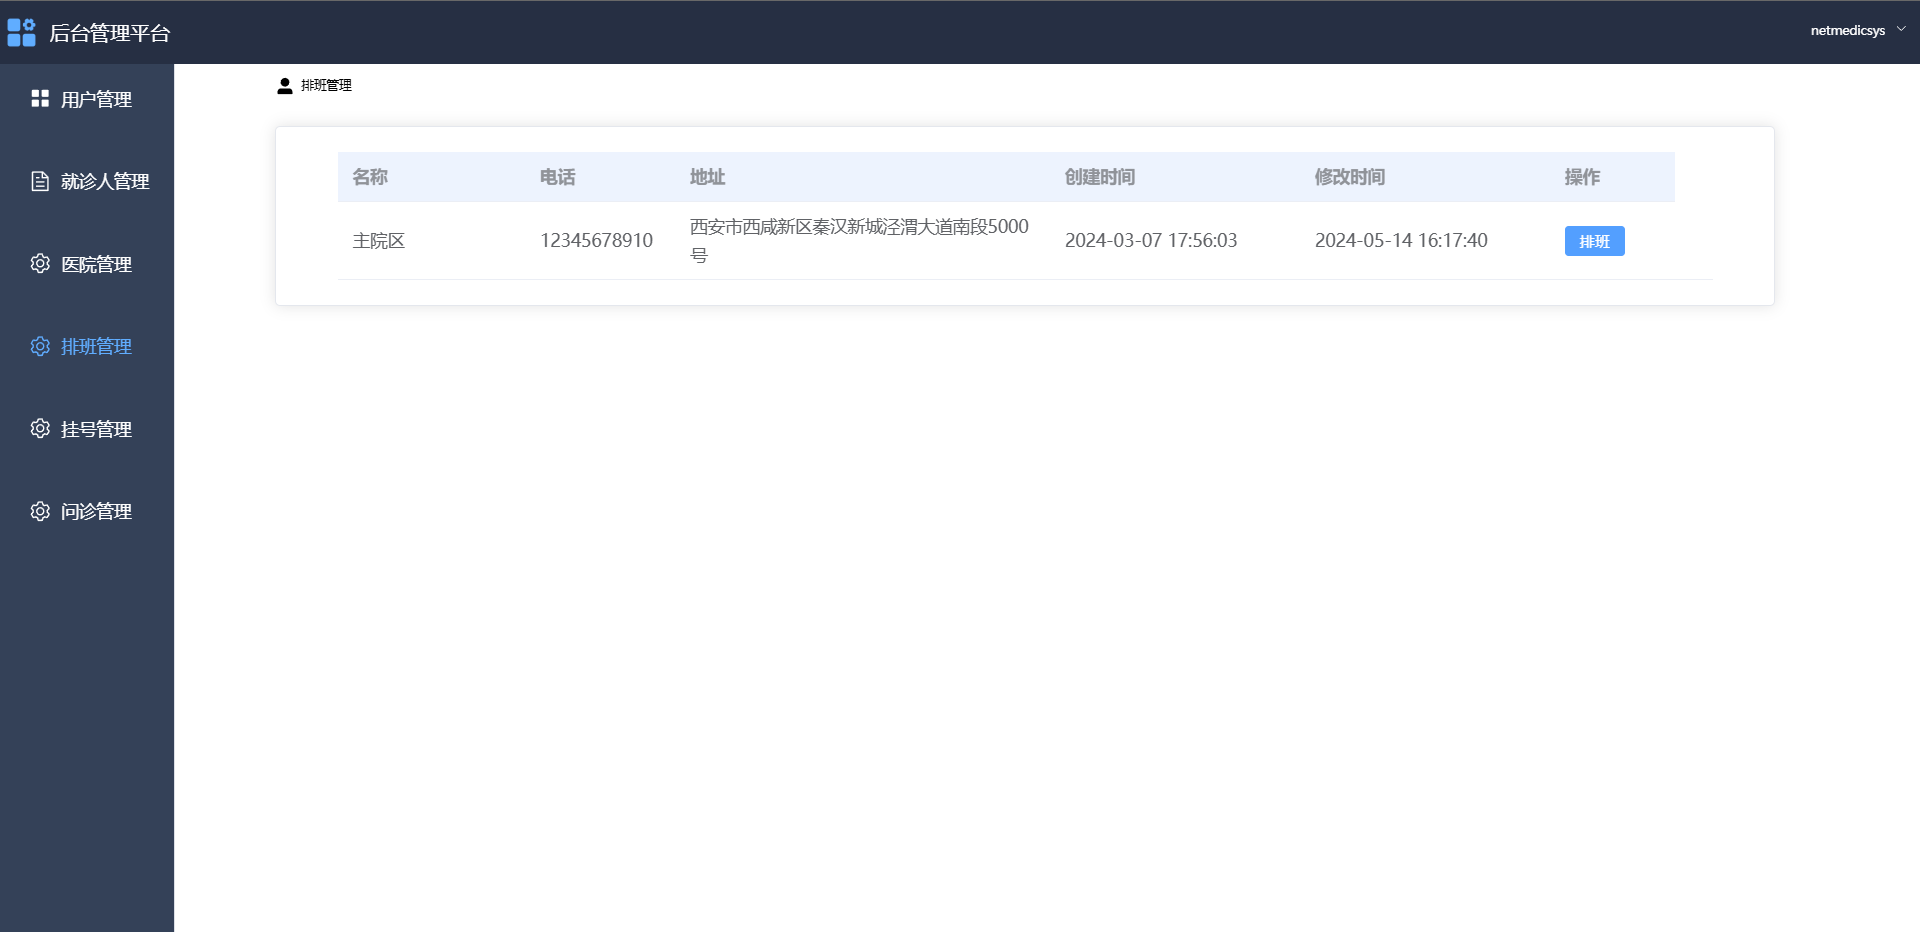 后台管理平台
netmedicsys
用户管理
就诊人管理
医院管理
排班管理
挂号管理
问诊管理
排班管理
名称 电话 地址 创建时间 修改时间 操作
主院区 12345678910 西安市西咸新区秦汉新城泾渭大道南段5000 2024-03-07 17:56:03 2024-05-14 16:17:40 排班
号